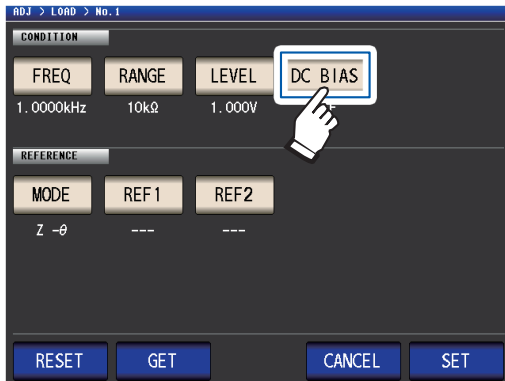 ADJ > LOAD > No.1
CONDITION
FREQ RANGE LEVEL DC BIAS
1.0000kHz 10kΩ 1.000V
REFERENCE
MODE REF1 REF2
Z -θ --- ---
RESET GET CANCEL SET